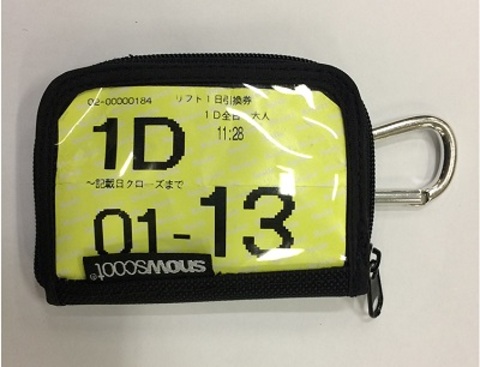 02-00000184 リフト1日引換券
1D全日 大人
1D
11:28
〜記載日クローズまで
01-13
snowscoot®